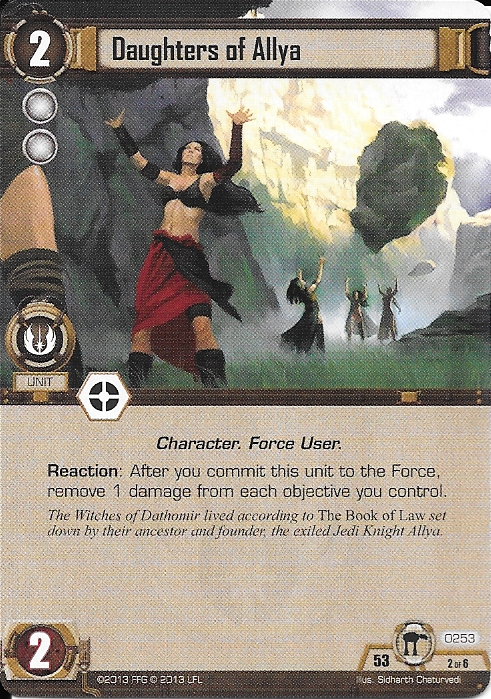 2
Daughters of Allya
UNIT
Character. Force User.
Reaction: After you commit this unit to the Force,
remove 1 damage from each objective you control.
The Witches of Dathomir lived according to The Book of Law set
down by their ancestor and founder, the exiled Jedi Knight Allya.
2
©2013 FFG © 2013 LFL
53
0253
2 OF 6
Illus. Sidharth Chaturvedi